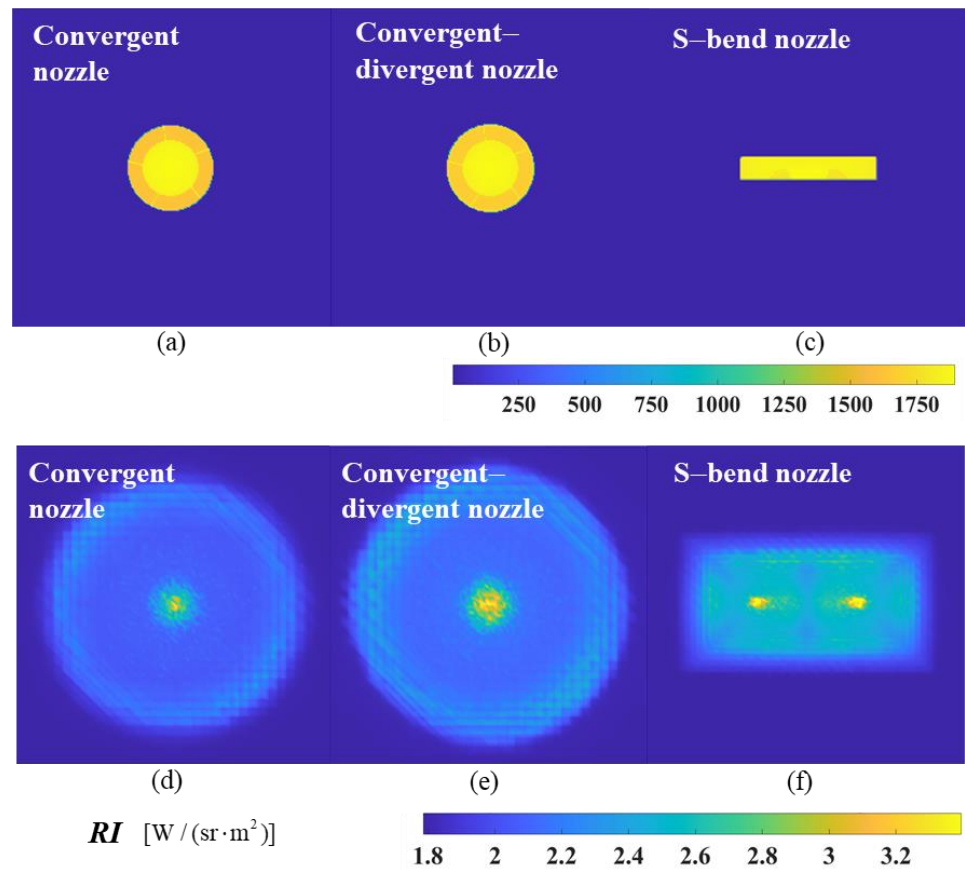 Convergent
nozzle
Convergent–
divergent nozzle
S–bend nozzle
(a)
(b)
(c)
250 500 750 1000 1250 1500 1750
Convergent
nozzle
Convergent–
divergent nozzle
S–bend nozzle
(d)
(e)
(f)
RI [W / (sr·m²)]
1.8 2 2.2 2.4 2.6 2.8 3 3.2